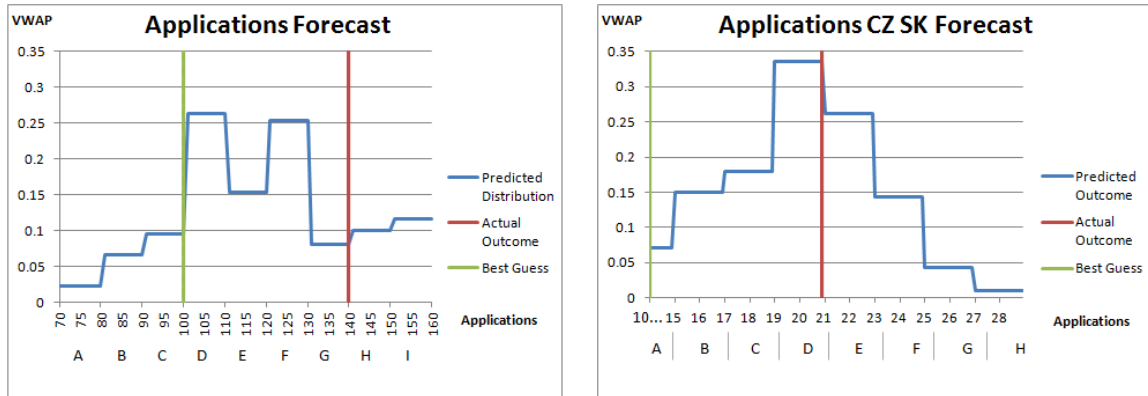 VWAP
Applications Forecast
0.35
0.3
0.25
0.2
0.15
0.1
0.05
0
70 75 80 85 90 95 100 105 110 115 120 125 130 135 140 145 150 155 160
Applications
A B C D E F G H I
Predicted
Distribution
Actual
Outcome
Best Guess
VWAP
Applications CZ SK Forecast
0.35
0.3
0.25
0.2
0.15
0.1
0.05
0
10... 15 16 17 18 19 20 21 22 23 24 25 26 27 28
Applications
A B C D E F G H
Predicted
Outcome
Actual
Outcome
Best Guess